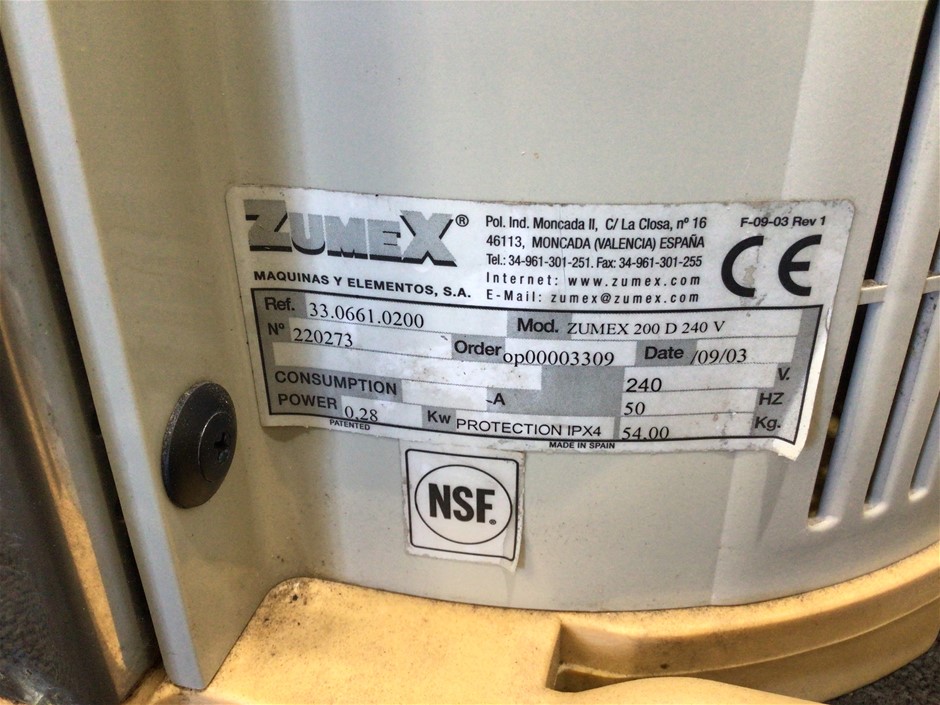 ZUMEX®
MAQUINAS Y ELEMENTOS, S.A.
Pol. Ind. Moncada II, C/ La Closa, nº 16
46113, MONCADA (VALENCIA) ESPAÑA
Tel.: 34-961-301-251. Fax: 34-961-301-255
Internet: www.zumex.com
E-Mail: zumex@zumex.com
F-09-03 Rev 1
CE
Ref. 33.0661.0200 Mod. ZUMEX 200 D 240 V
Nº 220273 Order op00003309 Date /09/03
240 V.
CONSUMPTION -A 50 HZ
POWER 0.28 Kw PROTECTION IPX4 54.00 Kg.
PATENTED MADE IN SPAIN
NSF®